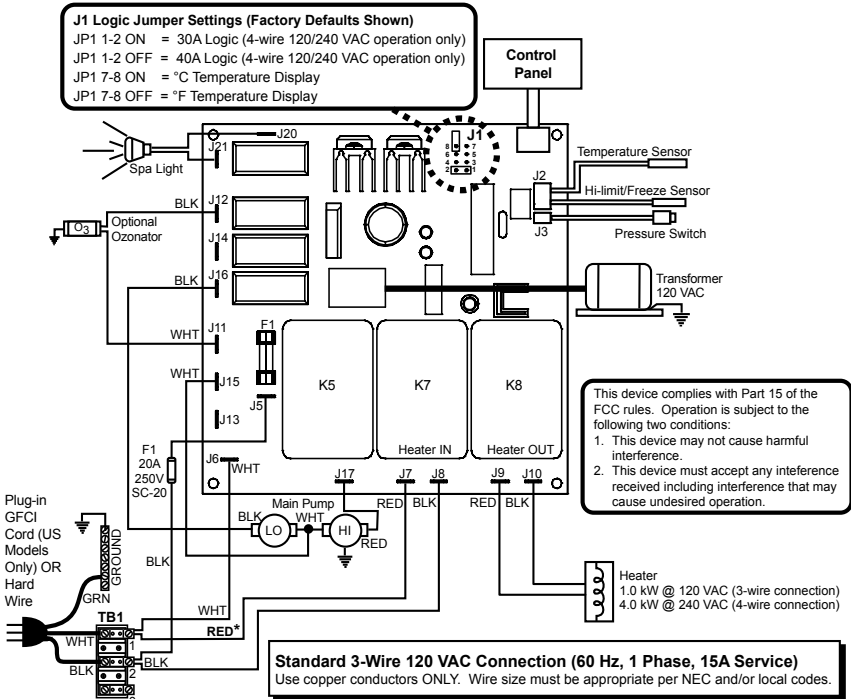 J1 Logic Jumper Settings (Factory Defaults Shown)
JP1 1-2 ON = 30A Logic (4-wire 120/240 VAC operation only)
JP1 1-2 OFF = 40A Logic (4-wire 120/240 VAC operation only)
JP1 7-8 ON = °C Temperature Display
JP1 7-8 OFF = °F Temperature Display
Control
Panel
J1
8 7
6 5
4 3
2 1
J20
J21
Spa Light
Temperature Sensor
J2
Hi-limit/Freeze Sensor
J3
Pressure Switch
BLK
J12
O3
Optional
Ozonator
J14
J16
BLK
Transformer
120 VAC
J11
WHT
F1
WHT
J15
J13
J5
K5
K7
K8
Heater IN
Heater OUT
This device complies with Part 15 of the
FCC rules. Operation is subject to the
following two conditions:
1. This device may not cause harmful
interference.
2. This device must accept any inteference
received including interference that may
cause undesired operation.
F1
20A
250V
SC-20
J6
WHT
J17
J7
J8
J9
J10
Main Pump
RED
BLK
RED
BLK
BLK
LO
WHT
HI
RED
Plug-in
GFCI
Cord (US
Models
Only) OR
Hard
Wire
GROUND
GRN
BLK
Heater
1.0 kW @ 120 VAC (3-wire connection)
4.0 kW @ 240 VAC (4-wire connection)
TB1
WHT
RED*
WHT
1
BLK
BLK
2
Standard 3-Wire 120 VAC Connection (60 Hz, 1 Phase, 15A Service)
Use copper conductors ONLY. Wire size must be appropriate per NEC and/or local codes.